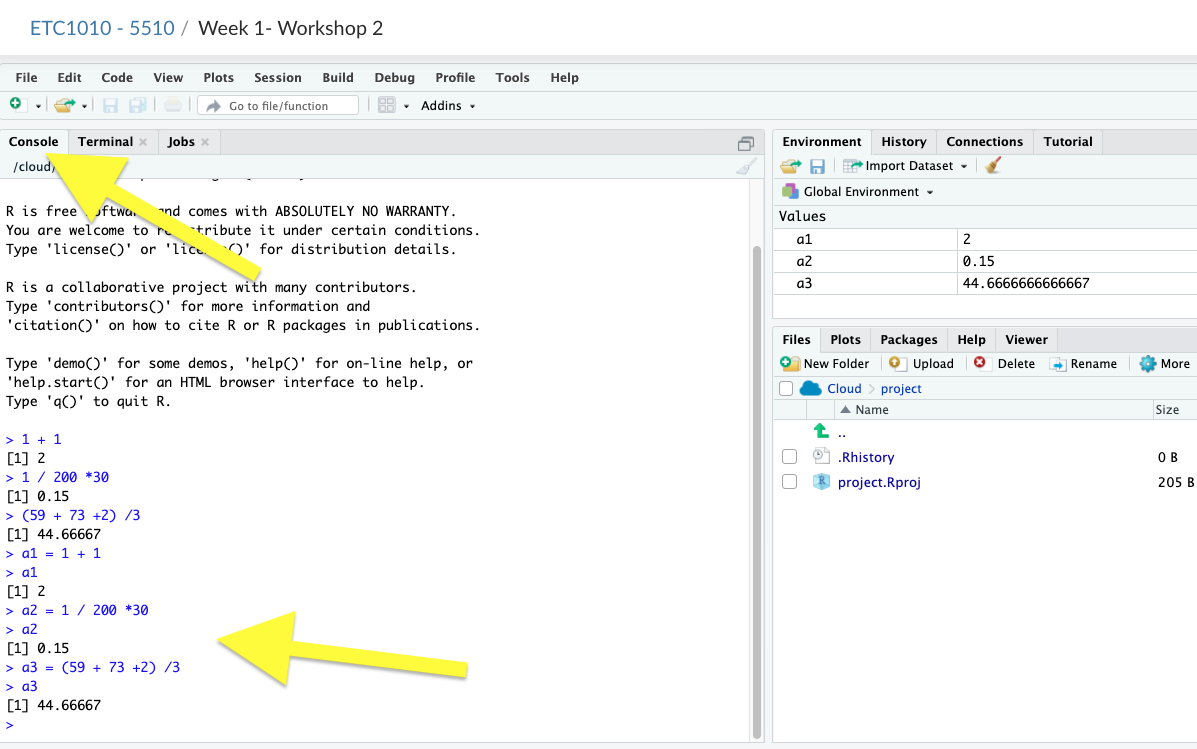 ETC1010 - 5510 / Week 1- Workshop 2
File Edit Code View Plots Session Build Debug Profile Tools Help
Go to file/function Addins
Console Terminal Jobs
/cloud/
R is free software and comes with ABSOLUTELY NO WARRANTY.
You are welcome to redistribute it under certain conditions.
Type 'license()' or 'licence()' for distribution details.
R is a collaborative project with many contributors.
Type 'contributors()' for more information and
'citation()' on how to cite R or R packages in publications.
Type 'demo()' for some demos, 'help()' for on-line help, or
'help.start()' for an HTML browser interface to help.
Type 'q()' to quit R.
> 1 + 1
[1] 2
> 1 / 200 *30
[1] 0.15
> (59 + 73 +2) /3
[1] 44.66667
> a1 = 1 + 1
> a1
[1] 2
> a2 = 1 / 200 *30
> a2
[1] 0.15
> a3 = (59 + 73 +2) /3
> a3
[1] 44.66667
>
Environment History Connections Tutorial
Import Dataset
Global Environment
Values
a1 2
a2 0.15
a3 44.6666666666667
Files Plots Packages Help Viewer
New Folder Upload Delete Rename More
Cloud project
Name Size
..
.Rhistory 0 B
project.Rproj 205 B